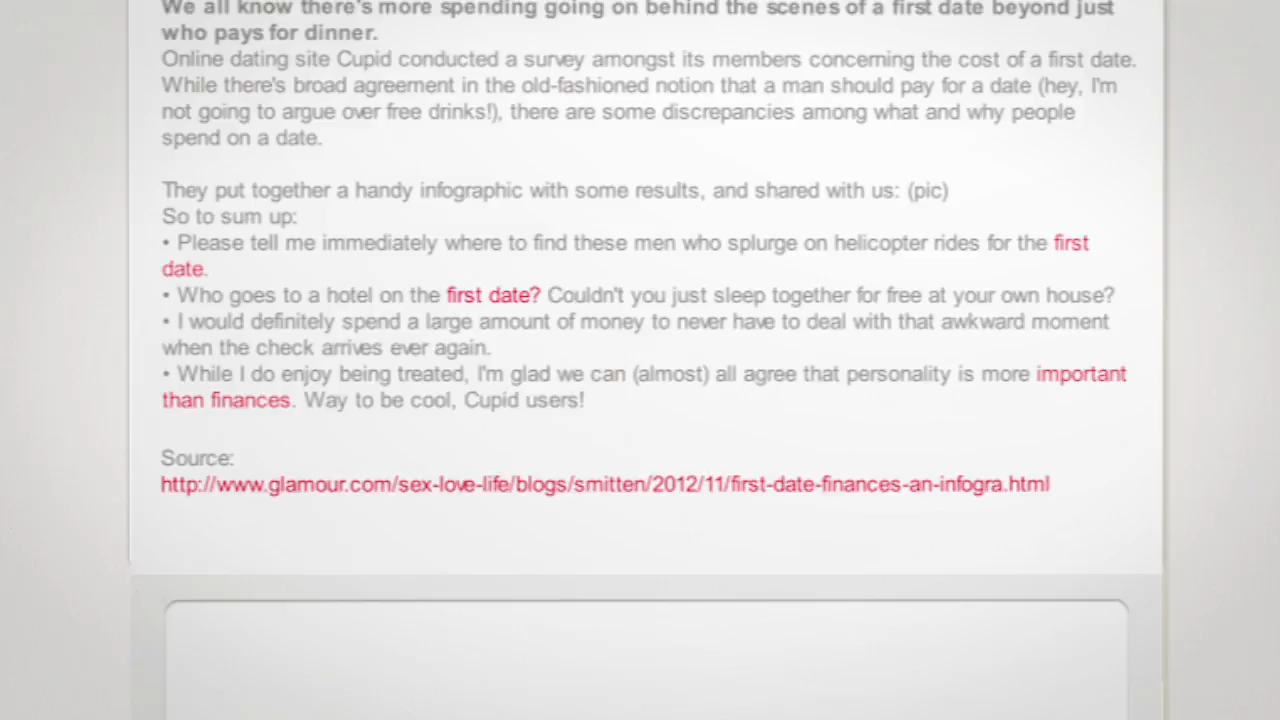 We all know there's more spending going on behind the scenes of a first date beyond just
who pays for dinner.
Online dating site Cupid conducted a survey amongst its members concerning the cost of a first date.
While there's broad agreement in the old-fashioned notion that a man should pay for a date (hey, I'm
not going to argue over free drinks!), there are some discrepancies among what and why people
spend on a date.
They put together a handy infographic with some results, and shared with us: (pic)
So to sum up:
• Please tell me immediately where to find these men who splurge on helicopter rides for the first
date.
• Who goes to a hotel on the first date? Couldn't you just sleep together for free at your own house?
• I would definitely spend a large amount of money to never have to deal with that awkward moment
when the check arrives ever again.
• While I do enjoy being treated, I'm glad we can (almost) all agree that personality is more important
than finances. Way to be cool, Cupid users!
Source:
http://www.glamour.com/sex-love-life/blogs/smitten/2012/11/first-date-finances-an-infogra.html